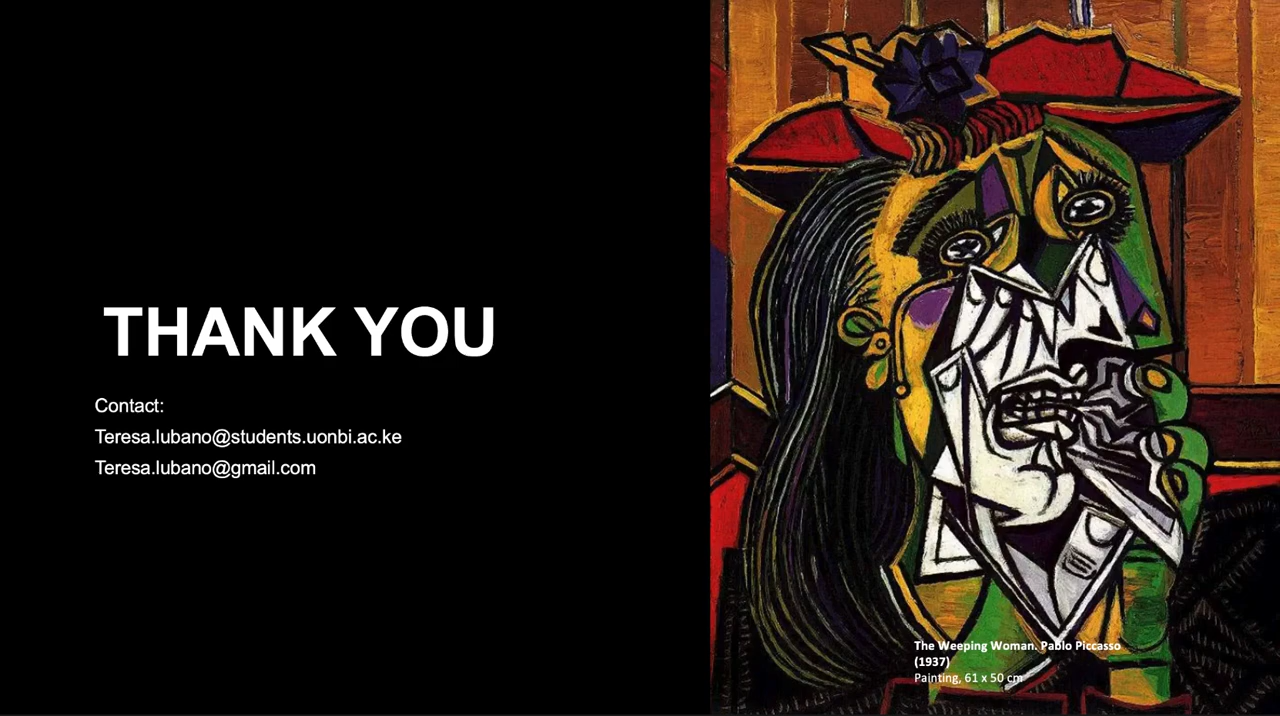 THANK YOU
Contact:
Teresa.lubano@students.uonbi.ac.ke
Teresa.lubano@gmail.com
The Weeping Woman. Pablo Piccasso
(1937)
Painting, 61 x 50 cm